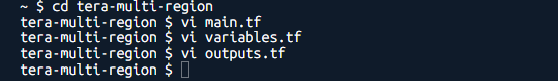 ~ $ cd tera-multi-region
tera-multi-region $ vi main.tf
tera-multi-region $ vi variables.tf
tera-multi-region $ vi outputs.tf
tera-multi-region $